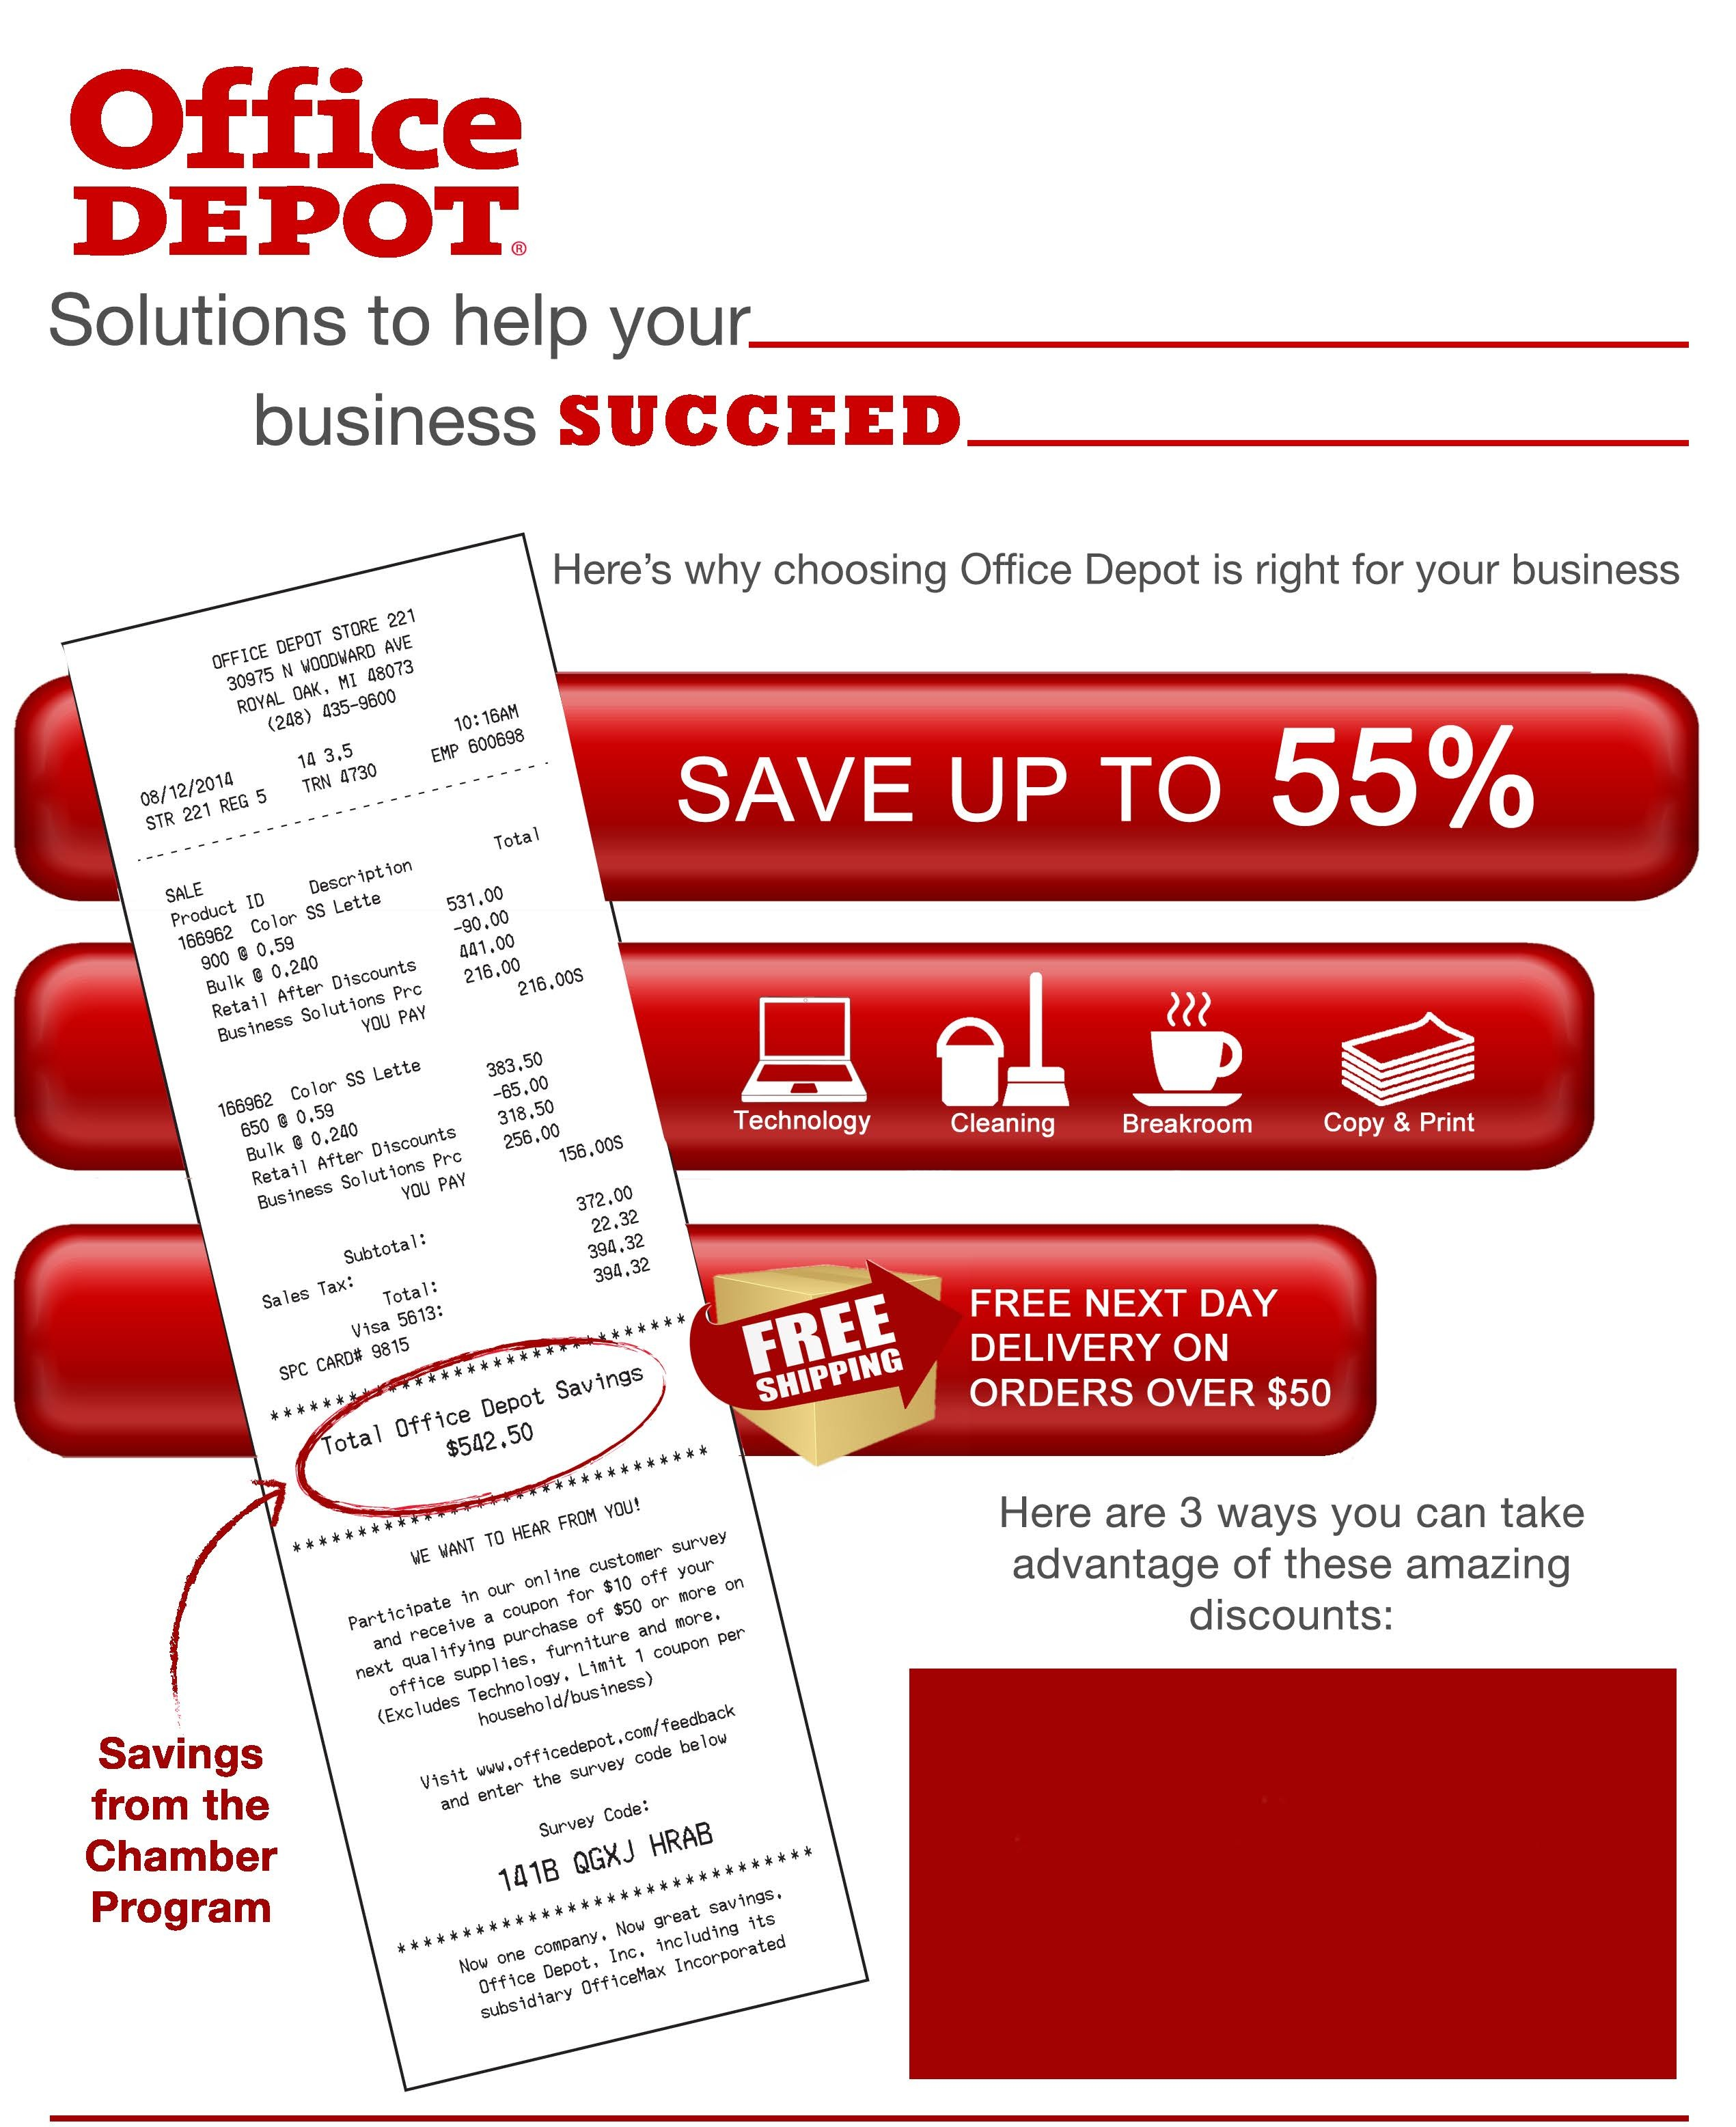 Office
DEPOT®
Solutions to help your
business SUCCEED
Here's why choosing Office Depot is right for your business
OFFICE DEPOT STORE 221
30975 N WOODWARD AVE
ROYAL OAK, MI 48073
(248) 435-9600
08/12/2014 14 3.5 10:16AM
STR 221 REG 5 TRN 4730 EMP 600698
SALE
Product ID Description Total
166962 Color SS Lette 531.00
900 @ 0.59
Bulk @ 0.240 -90.00
Retail After Discounts 441.00
Business Solutions Prc 216.00
YOU PAY 216.00S
166962 Color SS Lette 383.50
650 @ 0.59
Bulk @ 0.240 -65.00
Retail After Discounts 318.50
Business Solutions Prc 256.00
YOU PAY 156.00S
Subtotal: 372.00
Sales Tax: 22.32
Total: 394.32
Visa 5613: 394.32
SPC CARD# 9815
********************************
Total Office Depot Savings
$542.50
********************************
WE WANT TO HEAR FROM YOU!
Participate in our online customer survey
and receive a coupon for $10 off your
next qualifying purchase of $50 or more on
office supplies, furniture and more.
(Excludes Technology. Limit 1 coupon per
household/business)
Visit www.officedepot.com/feedback
and enter the survey code below
Survey Code:
141B QGXJ HRAB
********************************
Now one company. Now great savings.
Office Depot, Inc. including its
subsidiary OfficeMax Incorporated
SAVE UP TO 55%
Technology
Cleaning
Breakroom
Copy & Print
FREE
SHIPPING
FREE NEXT DAY
DELIVERY ON
ORDERS OVER $50
Savings
from the
Chamber
Program
Here are 3 ways you can take
advantage of these amazing
discounts: